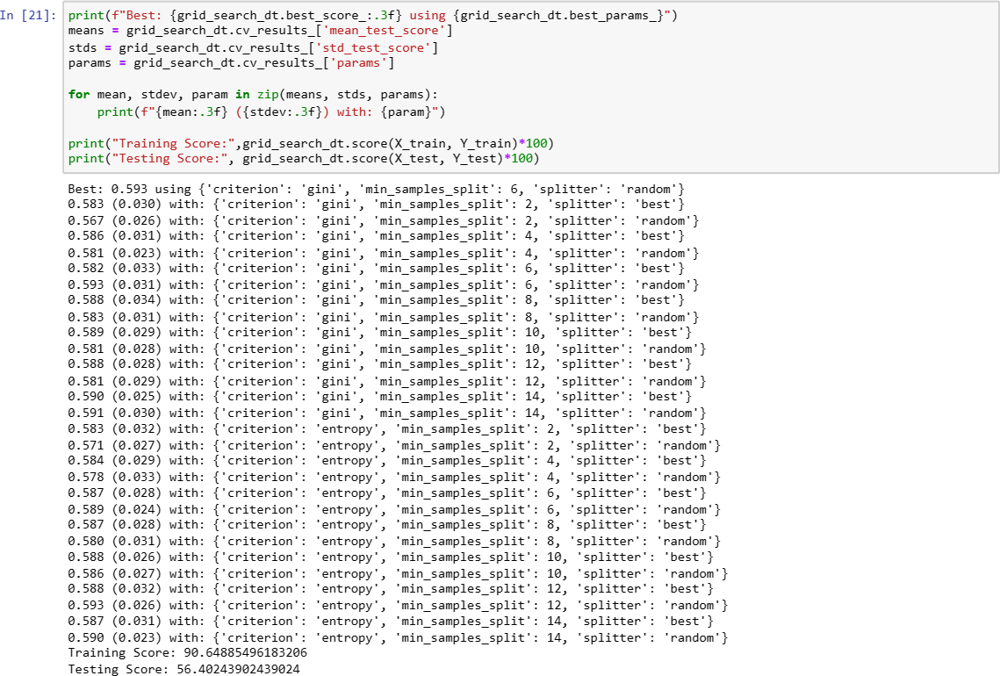 In [21]: print(f"Best: {grid_search_dt.best_score_:.3f} using {grid_search_dt.best_params_}")
means = grid_search_dt.cv_results_['mean_test_score']
stds = grid_search_dt.cv_results_['std_test_score']
params = grid_search_dt.cv_results_['params']

for mean, stdev, param in zip(means, stds, params):
    print(f"{mean:.3f} ({stdev:.3f}) with: {param}")

print("Training Score:",grid_search_dt.score(X_train, Y_train)*100)
print("Testing Score:", grid_search_dt.score(X_test, Y_test)*100)

Best: 0.593 using {'criterion': 'gini', 'min_samples_split': 6, 'splitter': 'random'}
0.583 (0.030) with: {'criterion': 'gini', 'min_samples_split': 2, 'splitter': 'best'}
0.567 (0.026) with: {'criterion': 'gini', 'min_samples_split': 2, 'splitter': 'random'}
0.586 (0.031) with: {'criterion': 'gini', 'min_samples_split': 4, 'splitter': 'best'}
0.581 (0.023) with: {'criterion': 'gini', 'min_samples_split': 4, 'splitter': 'random'}
0.582 (0.033) with: {'criterion': 'gini', 'min_samples_split': 6, 'splitter': 'best'}
0.593 (0.031) with: {'criterion': 'gini', 'min_samples_split': 6, 'splitter': 'random'}
0.588 (0.034) with: {'criterion': 'gini', 'min_samples_split': 8, 'splitter': 'best'}
0.583 (0.031) with: {'criterion': 'gini', 'min_samples_split': 8, 'splitter': 'random'}
0.589 (0.029) with: {'criterion': 'gini', 'min_samples_split': 10, 'splitter': 'best'}
0.581 (0.028) with: {'criterion': 'gini', 'min_samples_split': 10, 'splitter': 'random'}
0.588 (0.028) with: {'criterion': 'gini', 'min_samples_split': 12, 'splitter': 'best'}
0.581 (0.029) with: {'criterion': 'gini', 'min_samples_split': 12, 'splitter': 'random'}
0.590 (0.025) with: {'criterion': 'gini', 'min_samples_split': 14, 'splitter': 'best'}
0.591 (0.030) with: {'criterion': 'gini', 'min_samples_split': 14, 'splitter': 'random'}
0.583 (0.032) with: {'criterion': 'entropy', 'min_samples_split': 2, 'splitter': 'best'}
0.571 (0.027) with: {'criterion': 'entropy', 'min_samples_split': 2, 'splitter': 'random'}
0.584 (0.029) with: {'criterion': 'entropy', 'min_samples_split': 4, 'splitter': 'best'}
0.578 (0.033) with: {'criterion': 'entropy', 'min_samples_split': 4, 'splitter': 'random'}
0.587 (0.028) with: {'criterion': 'entropy', 'min_samples_split': 6, 'splitter': 'best'}
0.589 (0.024) with: {'criterion': 'entropy', 'min_samples_split': 6, 'splitter': 'random'}
0.587 (0.028) with: {'criterion': 'entropy', 'min_samples_split': 8, 'splitter': 'best'}
0.580 (0.031) with: {'criterion': 'entropy', 'min_samples_split': 8, 'splitter': 'random'}
0.588 (0.026) with: {'criterion': 'entropy', 'min_samples_split': 10, 'splitter': 'best'}
0.586 (0.027) with: {'criterion': 'entropy', 'min_samples_split': 10, 'splitter': 'random'}
0.588 (0.032) with: {'criterion': 'entropy', 'min_samples_split': 12, 'splitter': 'best'}
0.593 (0.026) with: {'criterion': 'entropy', 'min_samples_split': 12, 'splitter': 'random'}
0.587 (0.031) with: {'criterion': 'entropy', 'min_samples_split': 14, 'splitter': 'best'}
0.590 (0.023) with: {'criterion': 'entropy', 'min_samples_split': 14, 'splitter': 'random'}
Training Score: 90.64885496183206
Testing Score: 56.40243902439024